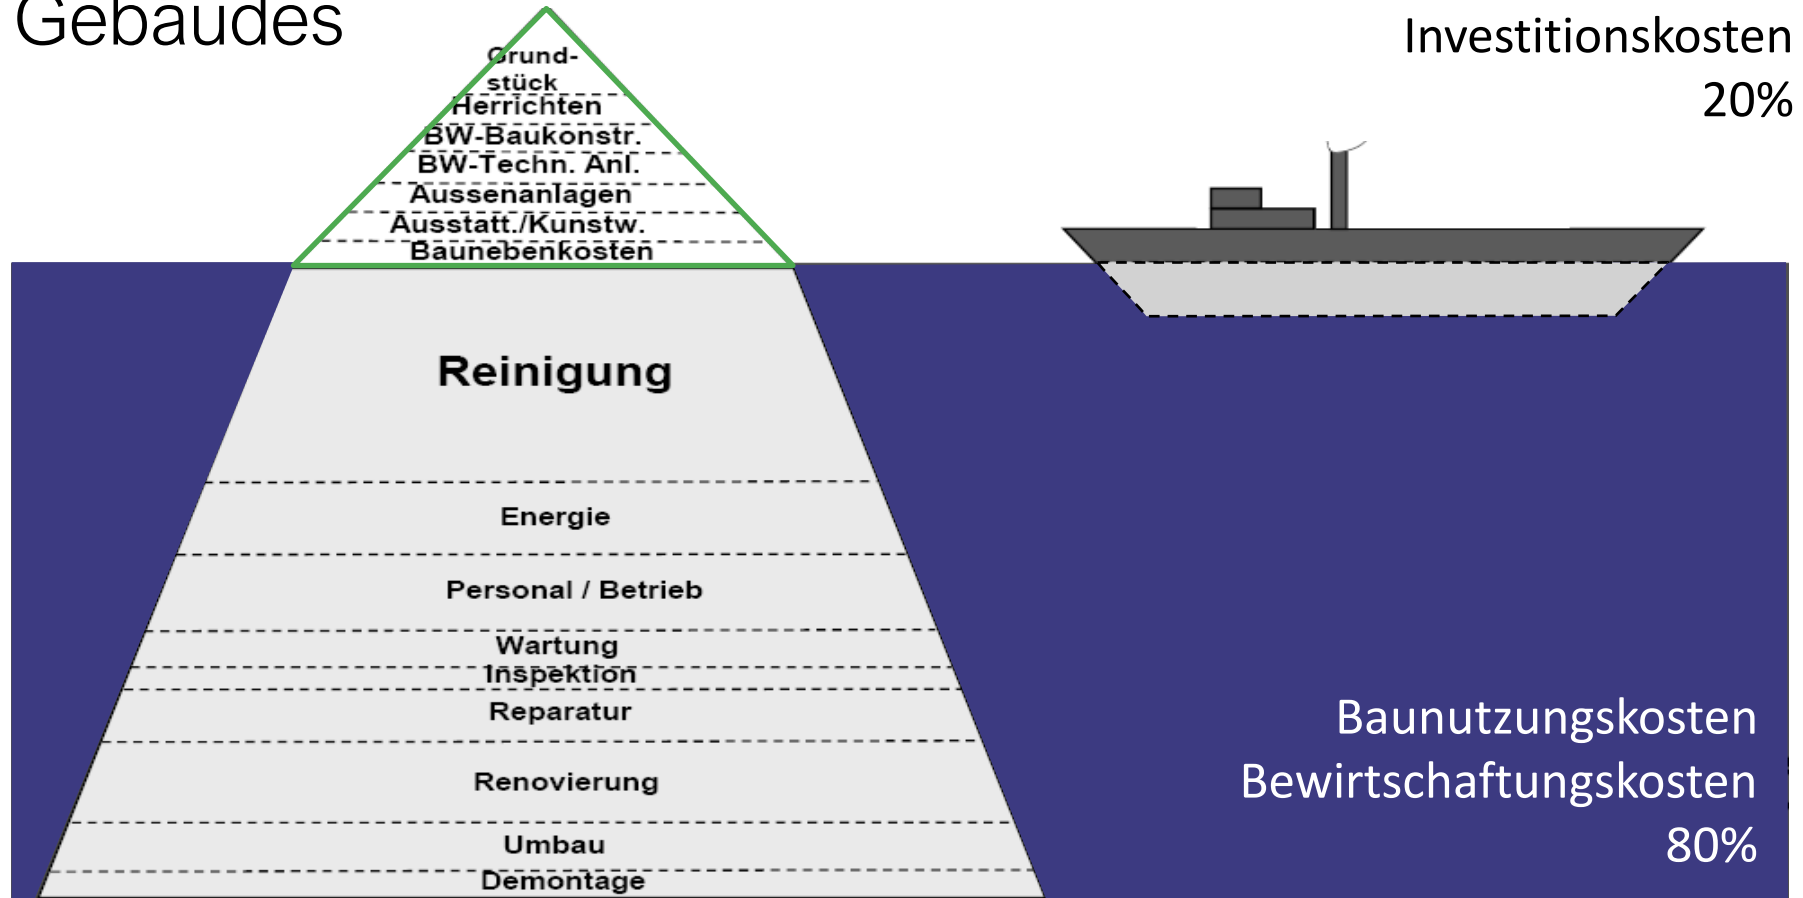 Gebäudes
Investitionskosten
20%
Grund-
stück
Herrichten
BW-Baukonstr.
BW-Techn. Anl.
Aussenanlagen
Ausstatt./Kunstw.
Baunebenkosten
Reinigung
Energie
Personal / Betrieb
Wartung
Inspektion
Reparatur
Renovierung
Umbau
Demontage
Baunutzungskosten
Bewirtschaftungskosten
80%